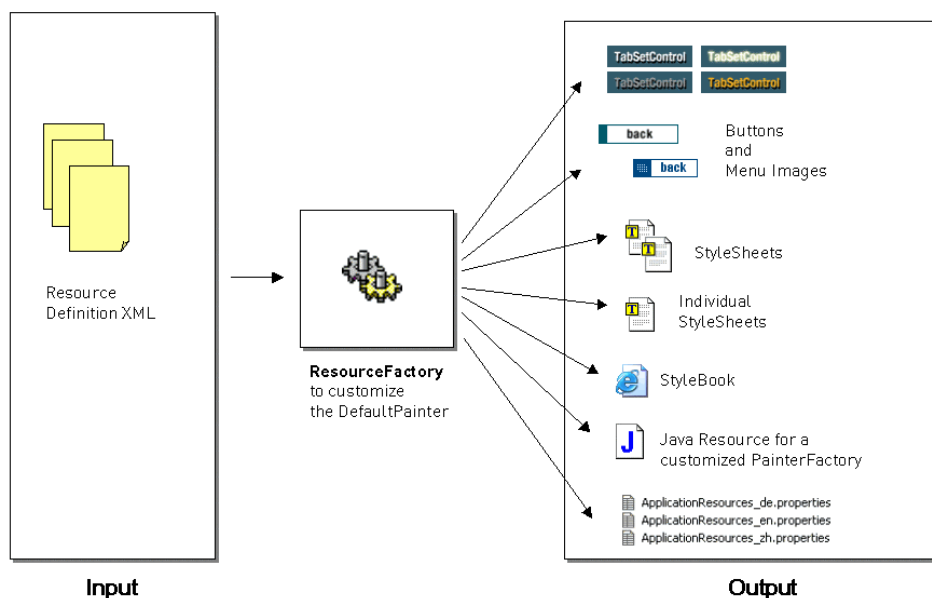 Resource
Definition XML
Input
ResourceFactory
to customize
the DefaultPainter
TabSetControl
TabSetControl
TabSetControl
TabSetControl
back
back
Buttons
and
Menu Images
T
T
StyleSheets
T
Individual
StyleSheets
StyleBook
J
Java Resource for a
customized PainterFactory
ApplicationResources_de.properties
ApplicationResources_en.properties
ApplicationResources_zh.properties
Output